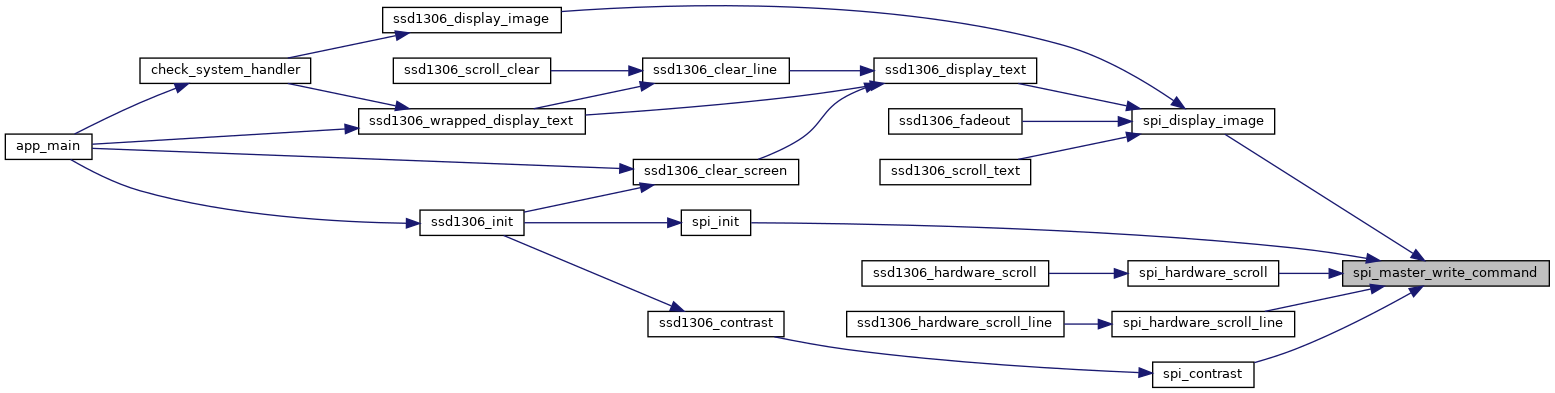 ssd1306_display_image
check_system_handler
ssd1306_scroll_clear
ssd1306_clear_line
ssd1306_display_text
ssd1306_wrapped_display_text
ssd1306_fadeout
spi_display_image
app_main
ssd1306_clear_screen
ssd1306_scroll_text
ssd1306_init
spi_init
ssd1306_hardware_scroll
spi_hardware_scroll
spi_master_write_command
ssd1306_contrast
ssd1306_hardware_scroll_line
spi_hardware_scroll_line
spi_contrast